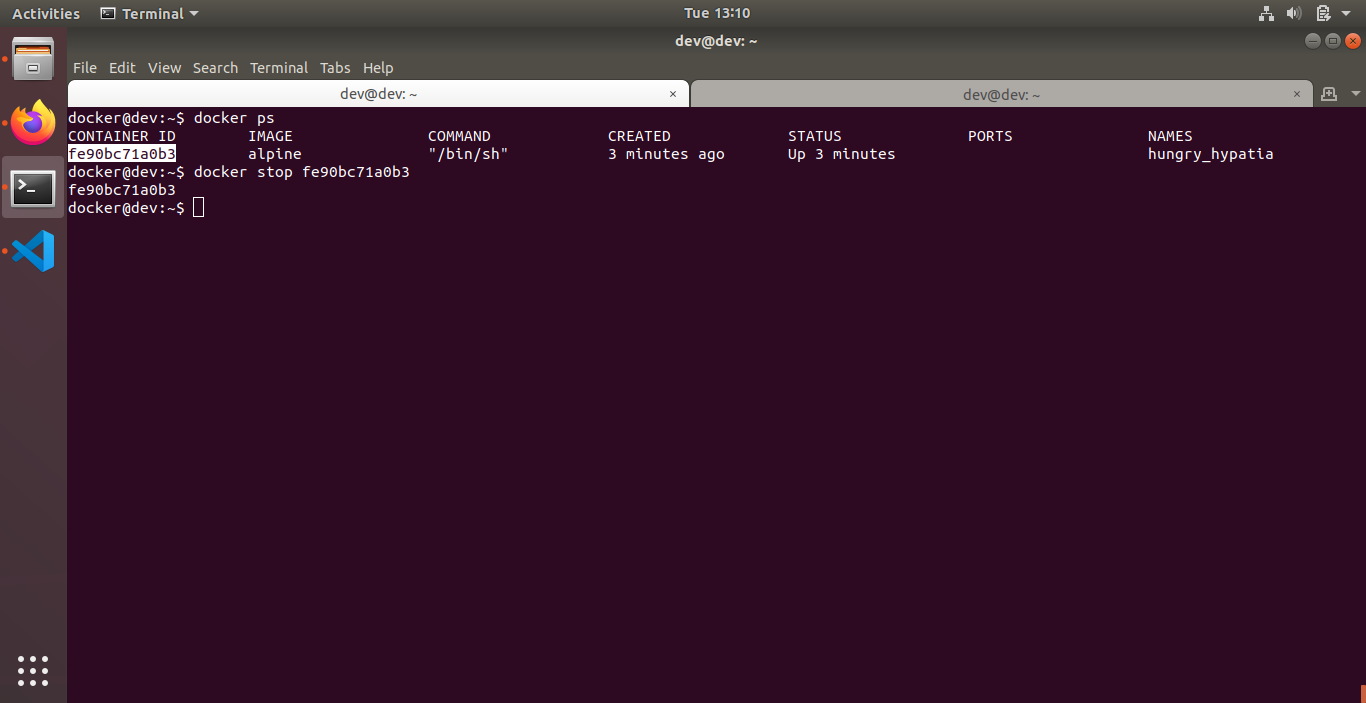 Activities Terminal Tue 13:10
dev@dev: ~
File Edit View Search Terminal Tabs Help
dev@dev: ~ × dev@dev: ~ ×
docker@dev:~$ docker ps
CONTAINER ID IMAGE COMMAND CREATED STATUS PORTS NAMES
fe90bc71a0b3 alpine "/bin/sh" 3 minutes ago Up 3 minutes hungry_hypatia
docker@dev:~$ docker stop fe90bc71a0b3
fe90bc71a0b3
docker@dev:~$